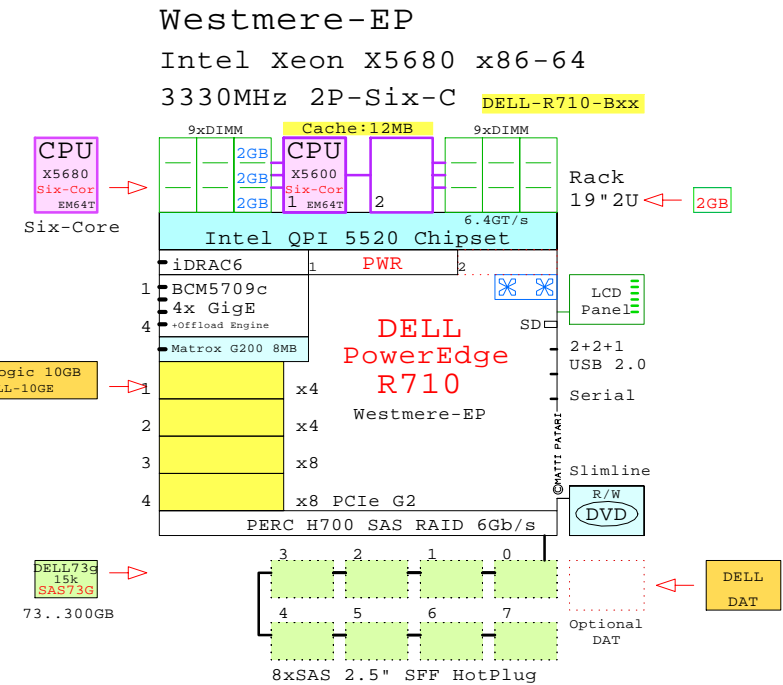 Westmere-EP
Intel Xeon X5680 x86-64
3330MHz 2P-Six-C
DELL-R710-Bxx
9xDIMM
Cache:12MB
9xDIMM
CPU
X5680
Six-Cor
EM64T
Six-Core
2GB
2GB
2GB
CPU
X5600
Six-Cor
1 EM64T
2
Rack
19"2U
2GB
6.4GT/s
Intel QPI 5520 Chipset
iDRAC6
1 PWR 2
1 BCM5709c
4x GigE
4 +Offload Engine
Matrox G200 8MB
LCD
Panel
SD
2+2+1
USB 2.0
Serial
DELL
PowerEdge
R710
Westmere-EP
ogic 10GB
LL-10GE
1 x4
2 x4
3 x8
4 x8 PCIe G2
©MATTI PATARI
Slimline
R/W
DVD
PERC H700 SAS RAID 6Gb/s
DELL73g
15k
SAS73G
73..300GB
3 2 1 0
4 5 6 7
8xSAS 2.5" SFF HotPlug
Optional
DAT
DELL
DAT